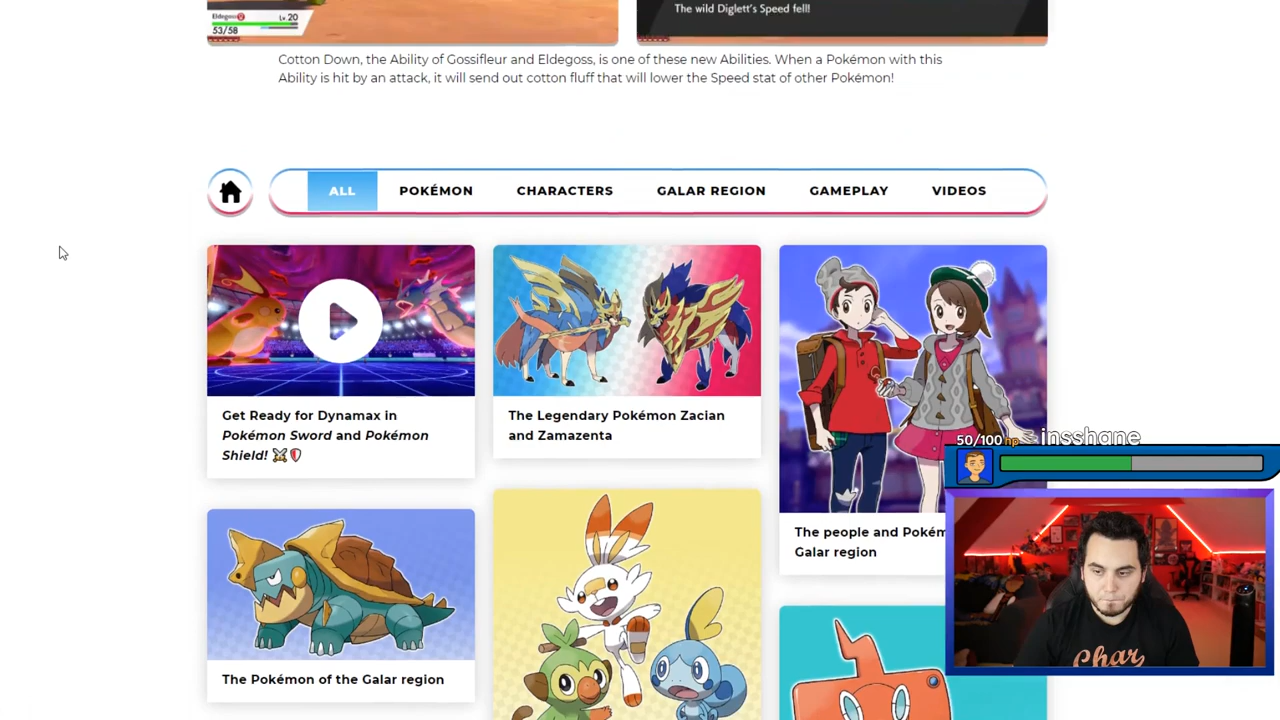 Eldegoss Lv.20
53/58
The wild Diglett's Speed fell!
Cotton Down, the Ability of Gossifleur and Eldegoss, is one of these new Abilities. When a Pokémon with this
Ability is hit by an attack, it will send out cotton fluff that will lower the Speed stat of other Pokémon!
ALL POKÉMON CHARACTERS GALAR REGION GAMEPLAY VIDEOS
Get Ready for Dynamax in
Pokémon Sword and Pokémon
Shield!
The Legendary Pokémon Zacian
and Zamazenta
The people and Pokém
Galar region
50/100 hp insshane
The Pokémon of the Galar region
Char